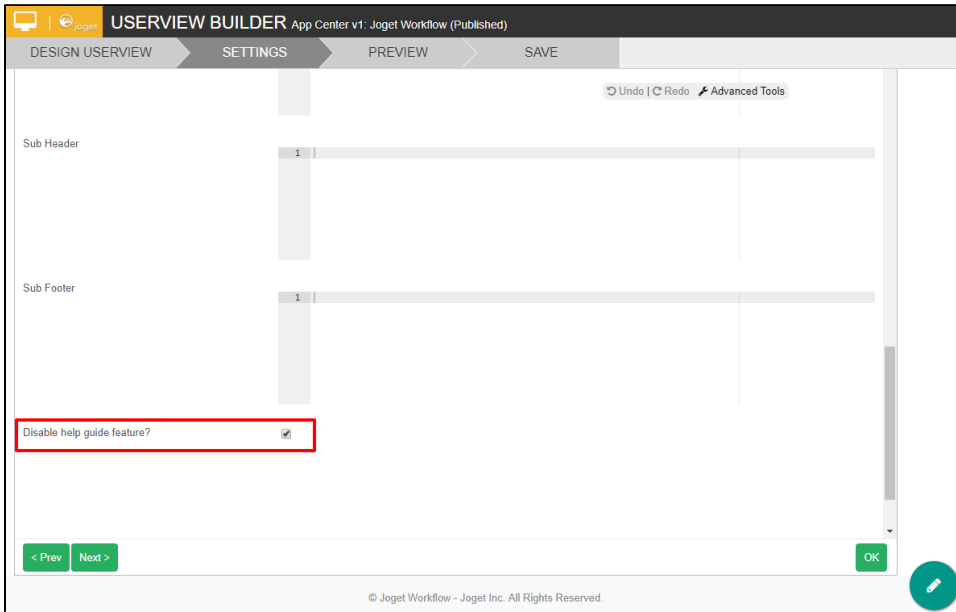 joget USERVIEW BUILDER App Center v1: Joget Workflow (Published)
DESIGN USERVIEW SETTINGS PREVIEW SAVE
Undo | Redo Advanced Tools
Sub Header
1
Sub Footer
1
Disable help guide feature?
< Prev Next > OK
© Joget Workflow - Joget Inc. All Rights Reserved.